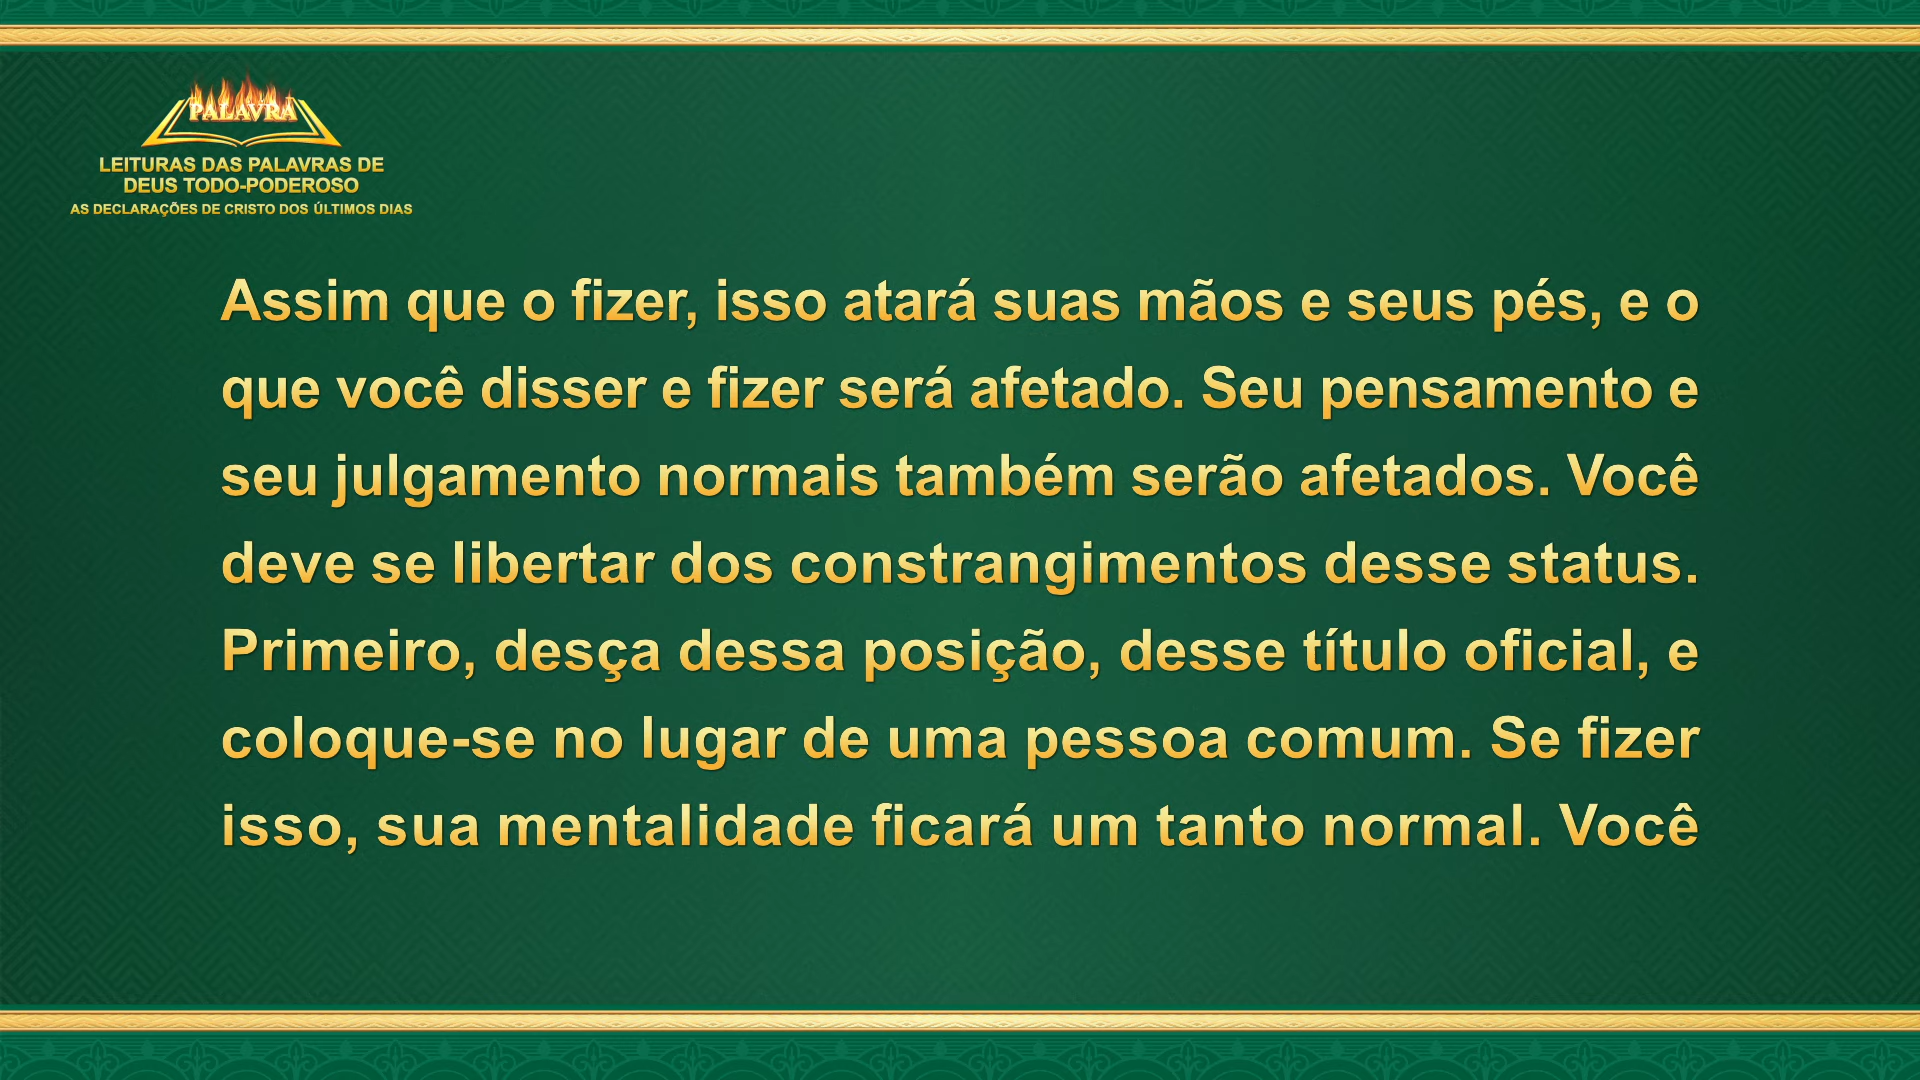 PALAVRA
LEITURAS DAS PALAVRAS DE
DEUS TODO-PODEROSO
AS DECLARAÇÕES DE CRISTO DOS ÚLTIMOS DIAS
Assim que o fizer, isso atará suas mãos e seus pés, e o
que você disser e fizer será afetado. Seu pensamento e
seu julgamento normais também serão afetados. Você
deve se libertar dos constrangimentos desse status.
Primeiro, desça dessa posição, desse título oficial, e
coloque-se no lugar de uma pessoa comum. Se fizer
isso, sua mentalidade ficará um tanto normal. Você